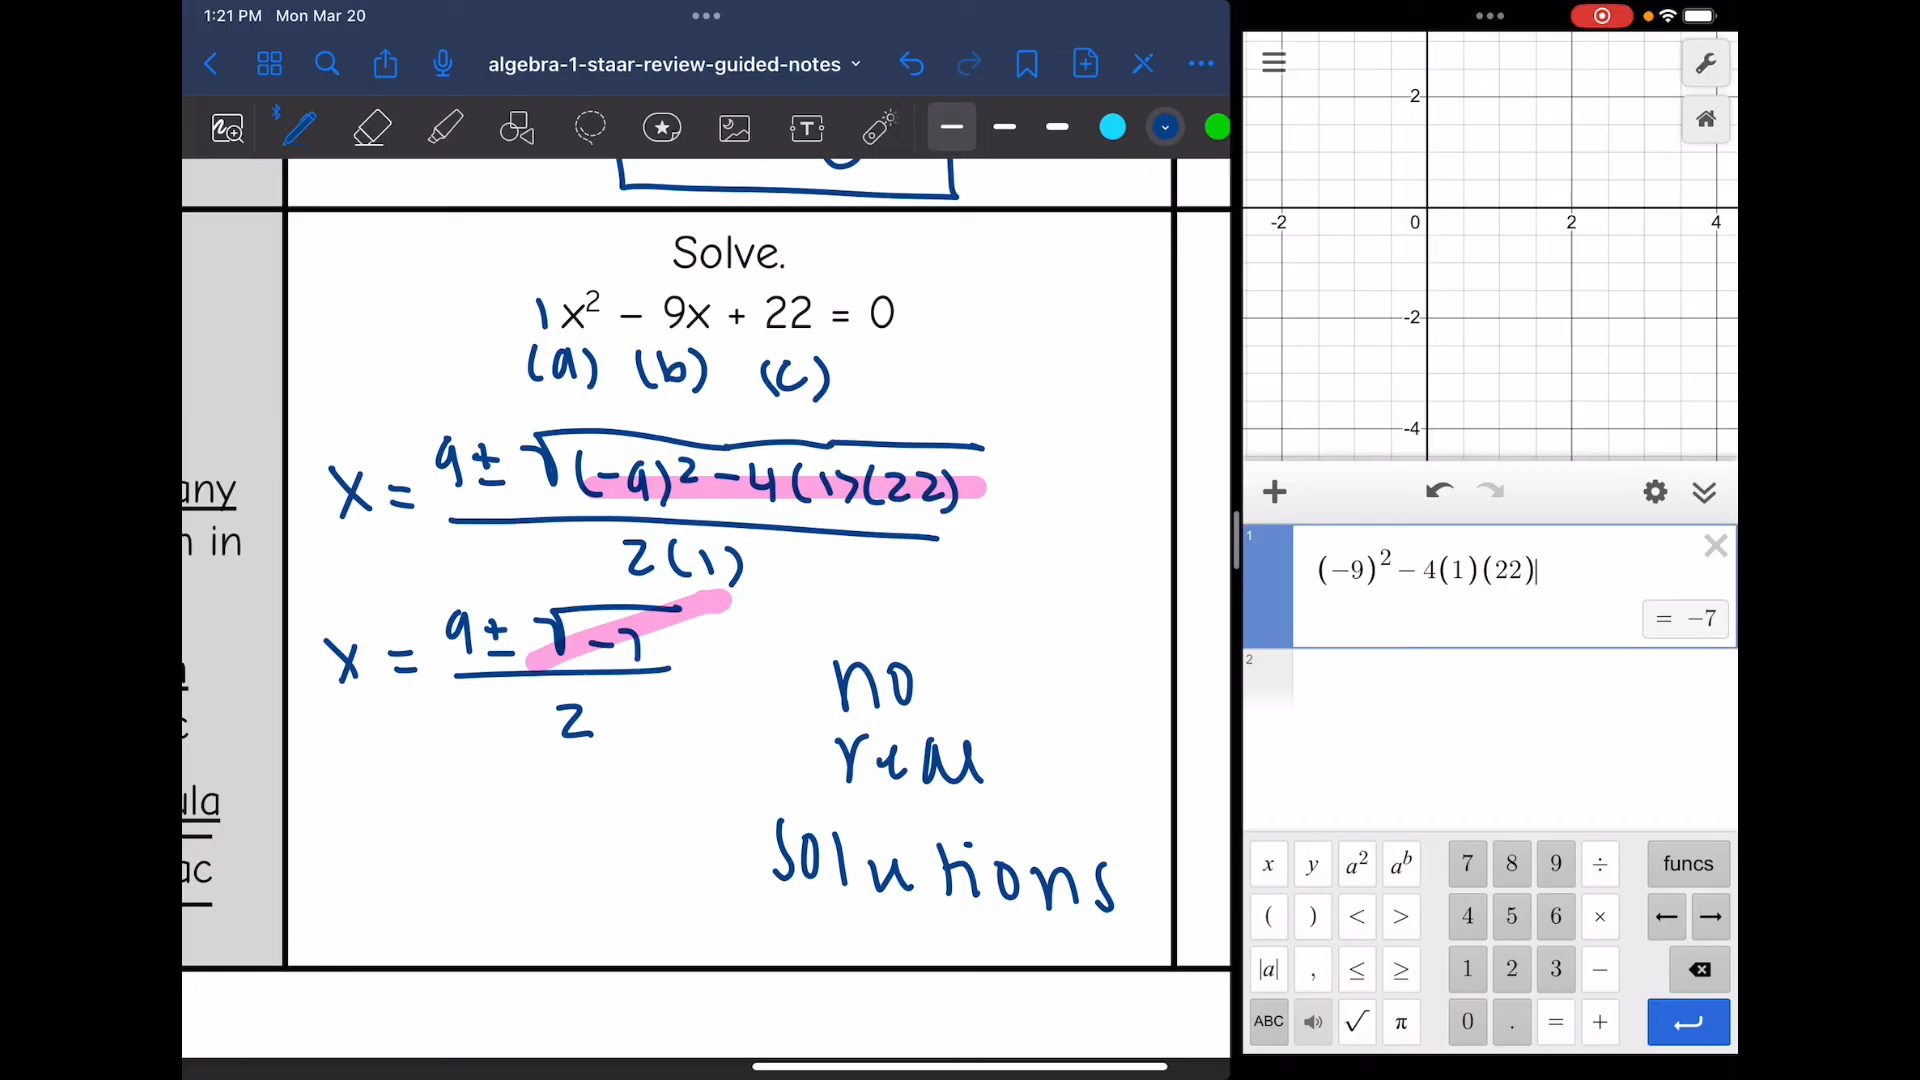 1:21 PM Mon Mar 20
algebra-1-staar-review-guided-notes
T
any
in
ula
ac
Solve.
1x² − 9x + 22 = 0
(a) (b) (c)
x = 9 ± √(-9)² - 4(1)(22)
2(1)
x = 9 ± √-7
2
no
real
solutions
2
-2 0 2 4
-2
-4
1
(−9)² − 4(1)(22)
= −7
2
x y a² aᵇ 7 8 9 ÷ funcs
( ) < > 4 5 6 × ← →
|a| , ≤ ≥ 1 2 3 −
ABC √ π 0 . = +